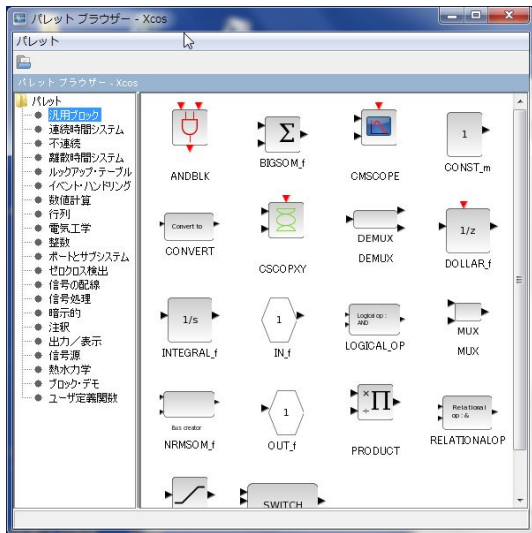 パレット ブラウザー - Xcos
パレット
パレット ブラウザー - Xcos
パレット
汎用ブロック
連続時間システム
不連続
離散時間システム
ルックアップ・テーブル
イベント・ハンドリング
数値計算
行列
電気工学
整数
ポートとサブシステム
ゼロクロス検出
信号の配線
信号処理
暗示的
注釈
出力／表示
信号源
熱水力学
ブロック・デモ
ユーザ定義関数
ANDBLK
Σ
BIGSOM_f
CMSCOPE
1
CONST_m
Convert to
CONVERT
CSCOPXY
DEMUX
DEMUX
1/z
DOLLAR_f
1/s
INTEGRAL_f
1
IN_f
Logical op :
AND
LOGICAL_OP
MUX
MUX
Bus creator
NRMSOM_f
1
OUT_f
×
÷
Π
PRODUCT
Relational
op : &
RELATIONALOP
SWITCH